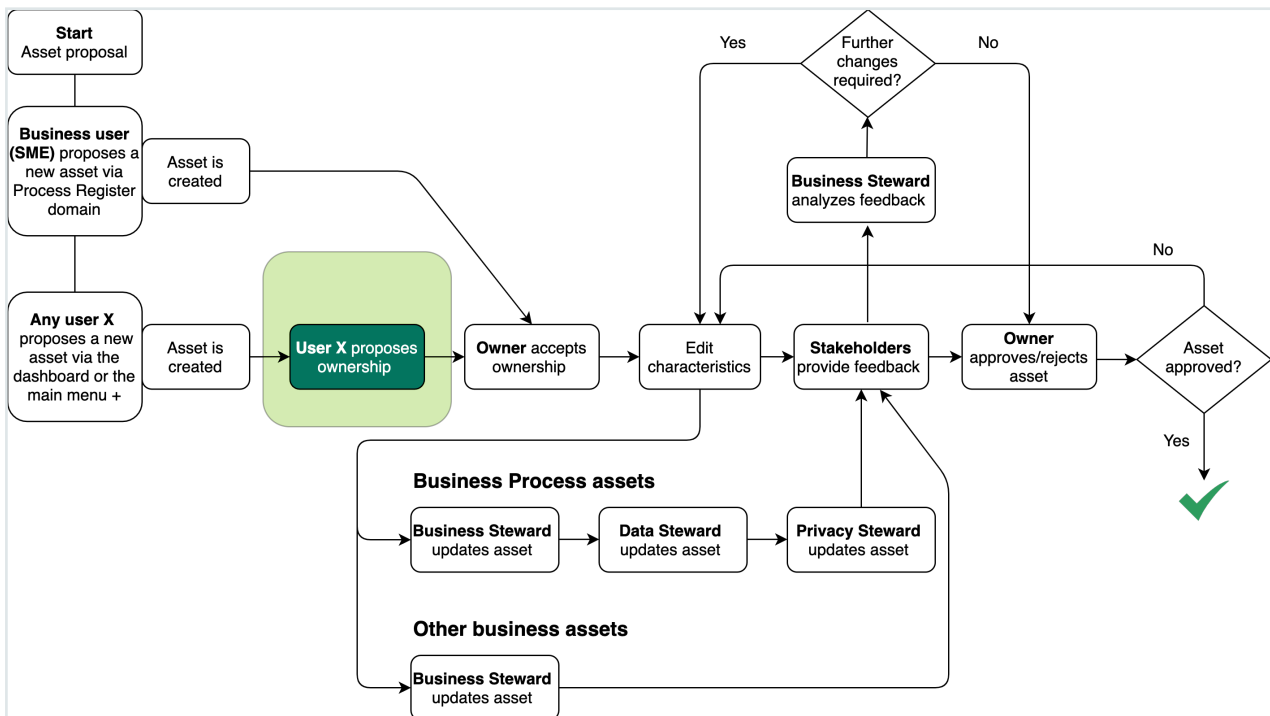 Start
Asset proposal
Business user
(SME) proposes a
new asset via
Process Register
domain
Asset is
created
Any user X
proposes a new
asset via the
dashboard or the
main menu +
Asset is
created
User X proposes
ownership
Owner accepts
ownership
Edit
characteristics
Stakeholders
provide feedback
Business Steward
analyzes feedback
Further
changes
required?
Yes
No
Owner
approves/rejects
asset
Asset
approved?
No
Yes
Business Process assets
Business Steward
updates asset
Data Steward
updates asset
Privacy Steward
updates asset
Other business assets
Business Steward
updates asset